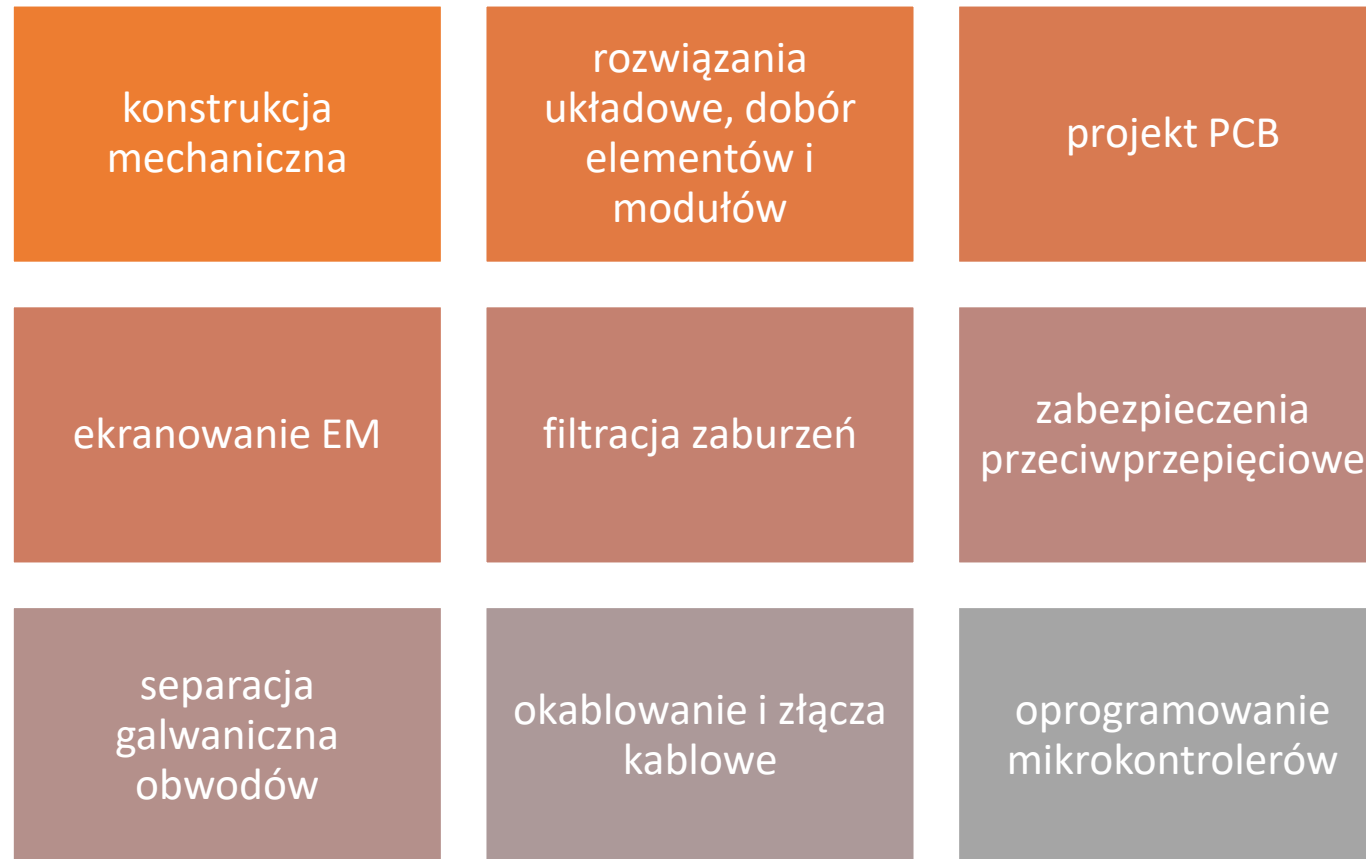 konstrukcja
mechaniczna
rozwiązania
układowe, dobór
elementów i
modułów
projekt PCB
ekranowanie EM
filtracja zaburzeń
zabezpieczenia
przeciwprzepięciowe
separacja
galwaniczna
obwodów
okablowanie i złącza
kablowe
oprogramowanie
mikrokontrolerów